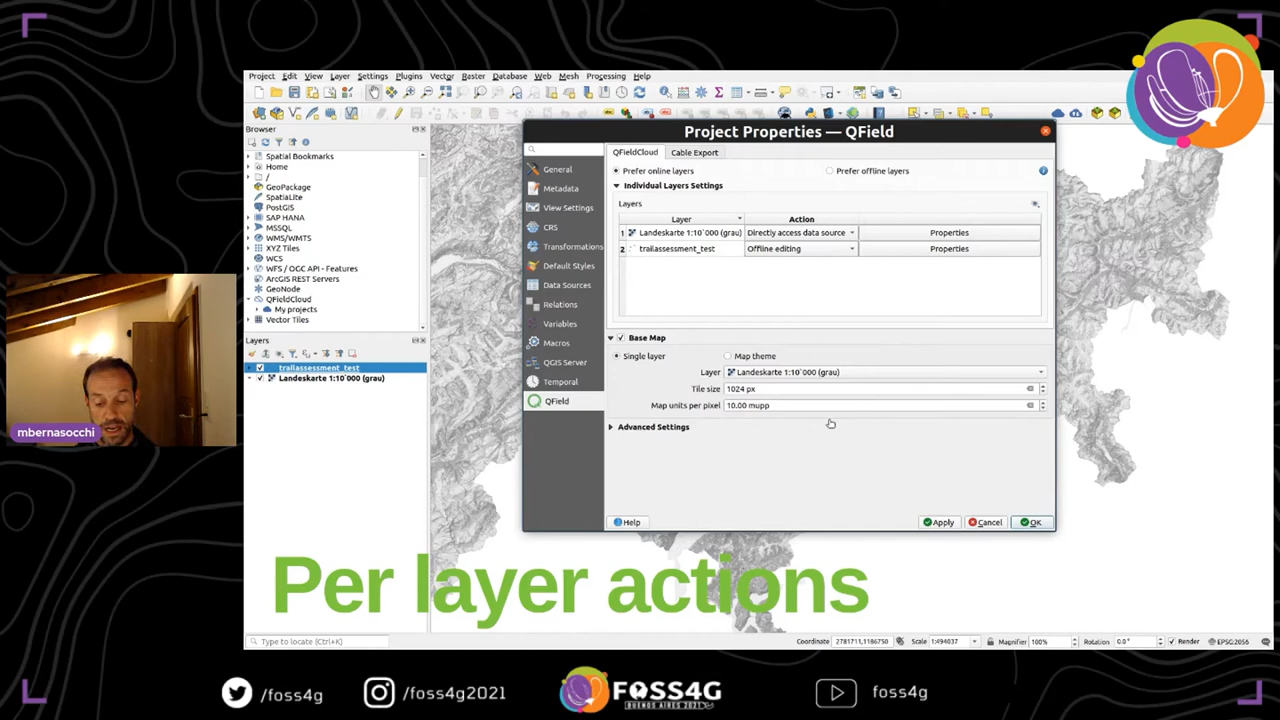 Project Edit View Layer Settings Plugins Vector Raster Database Web Mesh Processing Help
Browser
Spatial Bookmarks
Home
/
GeoPackage
SpatiaLite
PostGIS
SAP HANA
MSSQL
WMS/WMTS
XYZ Tiles
WCS
WFS / OGC API - Features
ArcGIS REST Servers
GeoNode
QFieldCloud
My projects
Vector Tiles
Layers
trailassessment_test
Landeskarte 1:10`000 (grau)
Project Properties — QField
General
Metadata
View Settings
CRS
Transformations
Default Styles
Data Sources
Relations
Variables
Macros
QGIS Server
Temporal
QField
QFieldCloud Cable Export
Prefer online layers Prefer offline layers
Individual Layers Settings
Layers
Layer Action
1 Landeskarte 1:10`000 (grau) Directly access data source Properties
2 trailassessment_test Offline editing Properties
Base Map
Single layer Map theme
Layer Landeskarte 1:10`000 (grau)
Tile size 1024 px
Map units per pixel 10.00 mupp
Advanced Settings
Help Apply Cancel OK
mbernasocchi
Per layer actions
Type to locate (Ctrl+K) Coordinate 2781711,1186750 Scale 1:494037 Magnifier 100% Rotation 0.0 ° Render EPSG:2056
/foss4g /foss4g2021 FOSS4G foss4g
BUENOS AIRES 2021